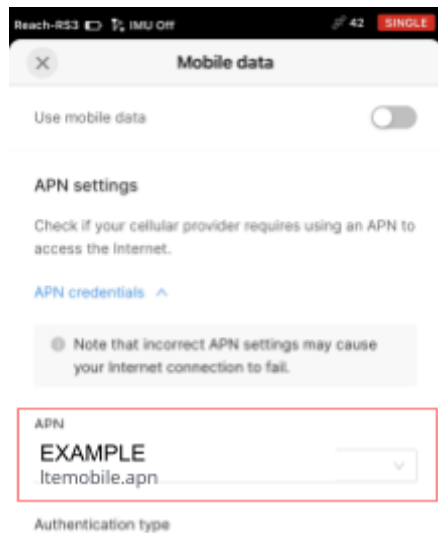 Reach-RS3 IMU Off 42 SINGLE
Mobile data
Use mobile data
APN settings
Check if your cellular provider requires using an APN to
access the Internet.
APN credentials
Note that incorrect APN settings may cause
your Internet connection to fail.
APN
EXAMPLE
ltemobile.apn
Authentication type